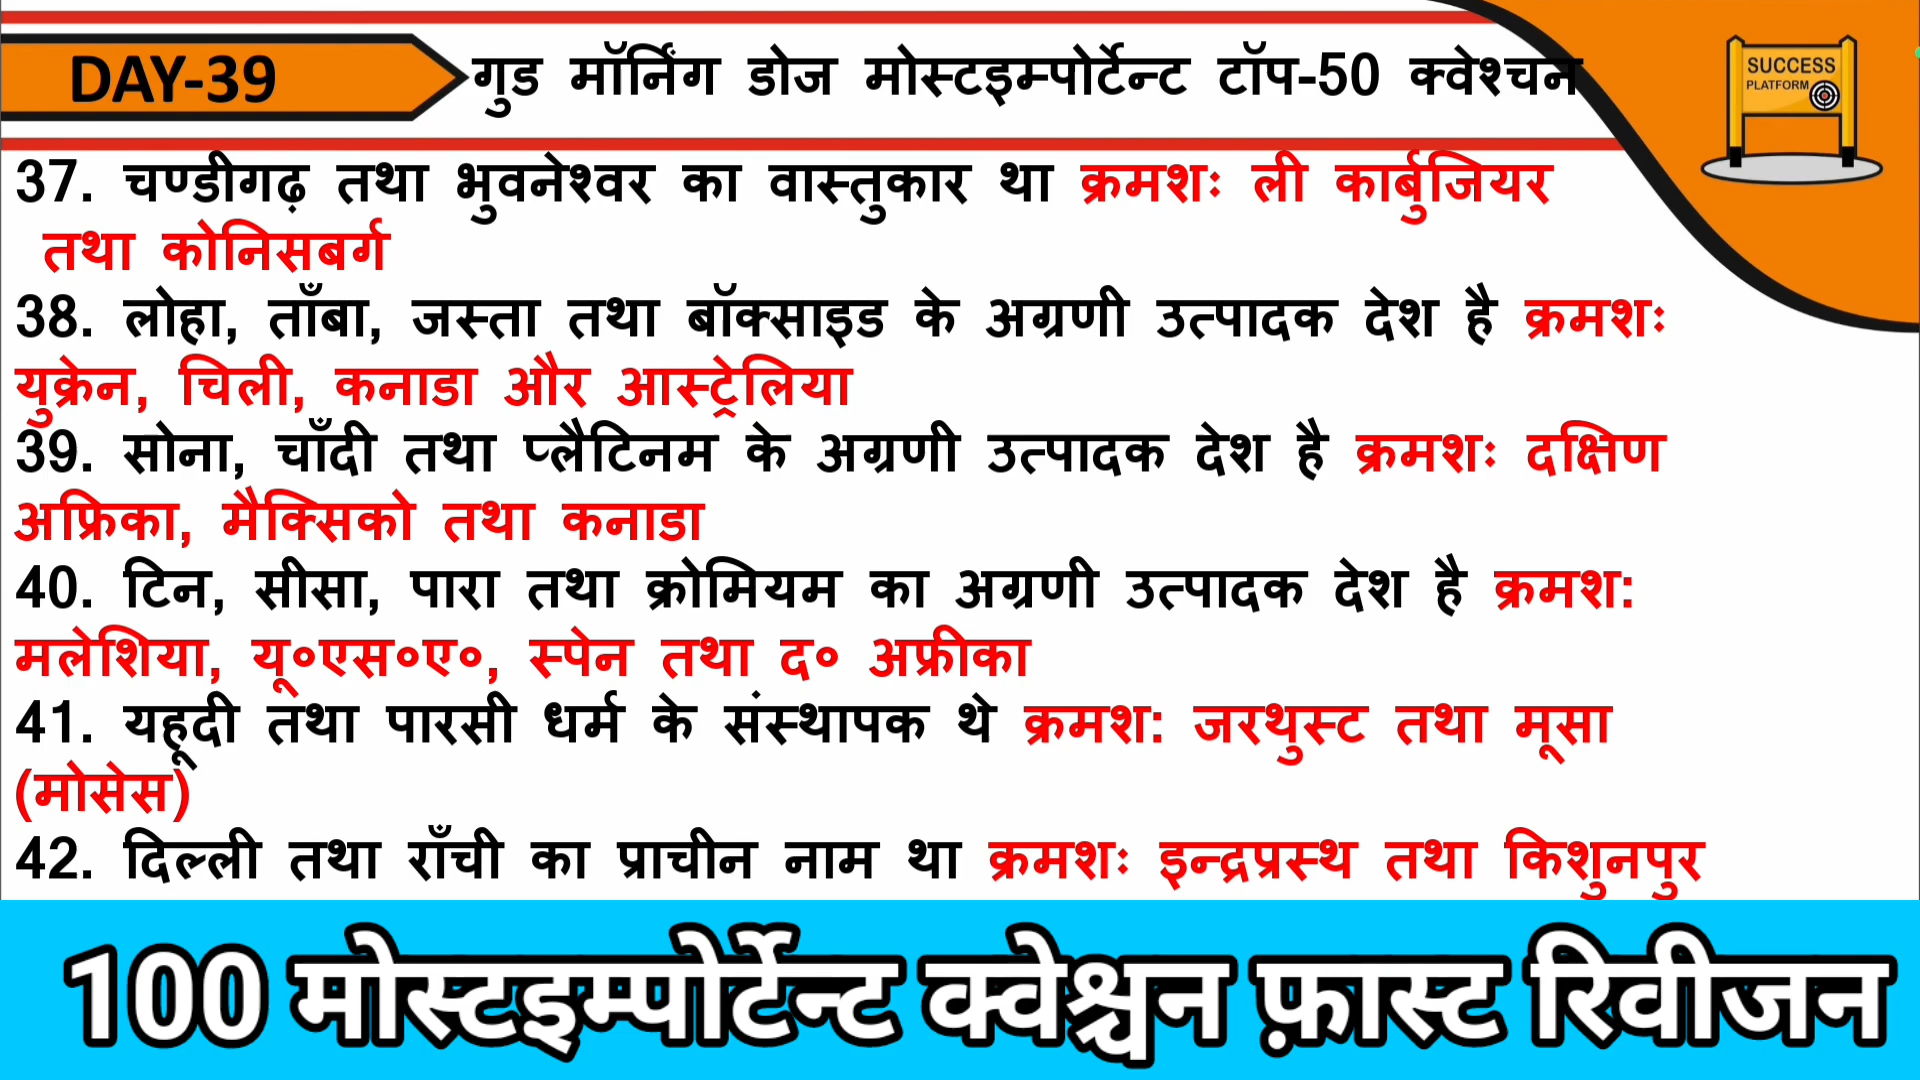 DAY-39
गुड मॉर्निंग डोज मोस्टइम्पोर्टेन्ट टॉप-50 क्वेश्चन
SUCCESS
PLATFORM
37. चण्डीगढ़ तथा भुवनेश्वर का वास्तुकार था क्रमशः ली कार्बुजियर
तथा कोनिसबर्ग
38. लोहा, ताँबा, जस्ता तथा बॉक्साइड के अग्रणी उत्पादक देश है क्रमशः
युक्रेन, चिली, कनाडा और आस्ट्रेलिया
39. सोना, चाँदी तथा प्लैटिनम के अग्रणी उत्पादक देश है क्रमशः दक्षिण
अफ्रिका, मैक्सिको तथा कनाडा
40. टिन, सीसा, पारा तथा क्रोमियम का अग्रणी उत्पादक देश है क्रमश:
मलेशिया, यू०एस०ए०, स्पेन तथा द० अफ्रीका
41. यहूदी तथा पारसी धर्म के संस्थापक थे क्रमश: जरथुस्ट तथा मूसा
(मोसेस)
42. दिल्ली तथा राँची का प्राचीन नाम था क्रमशः इन्द्रप्रस्थ तथा किशुनपुर
100 मोस्टइम्पोर्टेन्ट क्वेश्चन फ़ास्ट रिवीजन